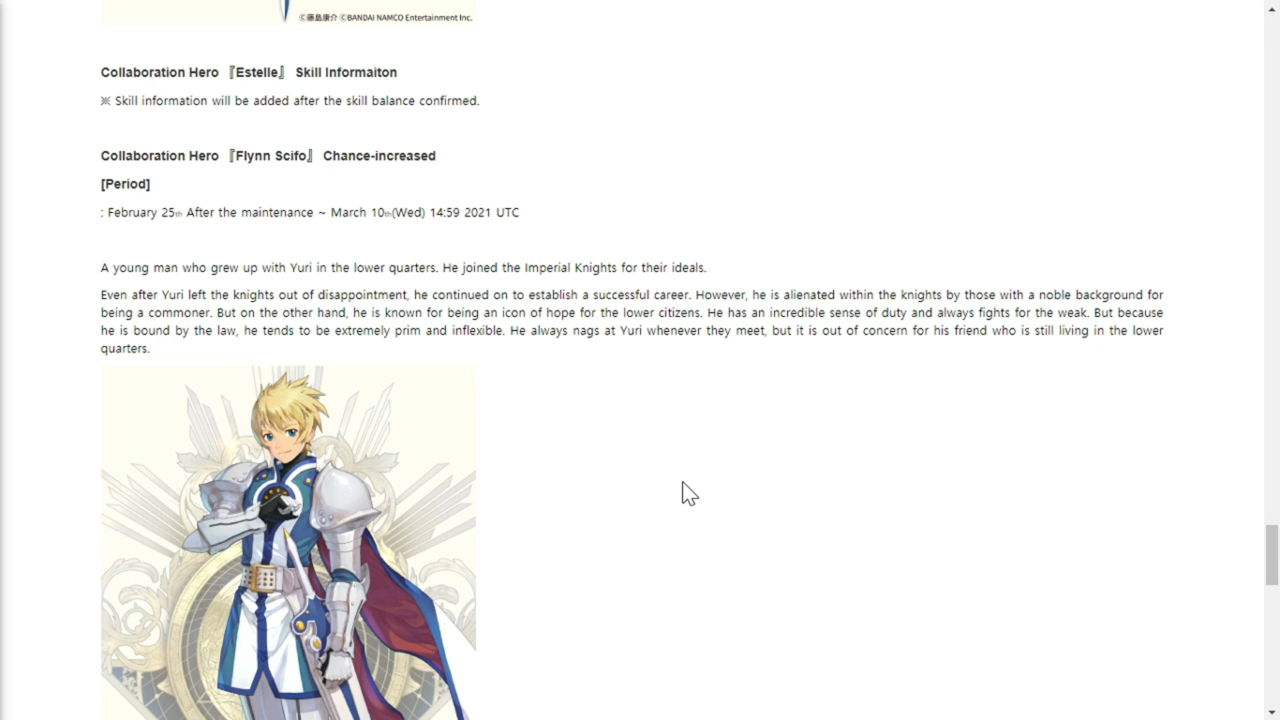 ©藤島康介 ©BANDAI NAMCO Entertainment Inc.
Collaboration Hero 『Estelle』 Skill Informaiton
※ Skill information will be added after the skill balance confirmed.
Collaboration Hero 『Flynn Scifo』 Chance-increased
[Period]
: February 25th After the maintenance ~ March 10th(Wed) 14:59 2021 UTC
A young man who grew up with Yuri in the lower quarters. He joined the Imperial Knights for their ideals.
Even after Yuri left the knights out of disappointment, he continued on to establish a successful career. However, he is alienated within the knights by those with a noble background for
being a commoner. But on the other hand, he is known for being an icon of hope for the lower citizens. He has an incredible sense of duty and always fights for the weak. But because
he is bound by the law, he tends to be extremely prim and inflexible. He always nags at Yuri whenever they meet, but it is out of concern for his friend who is still living in the lower
quarters.